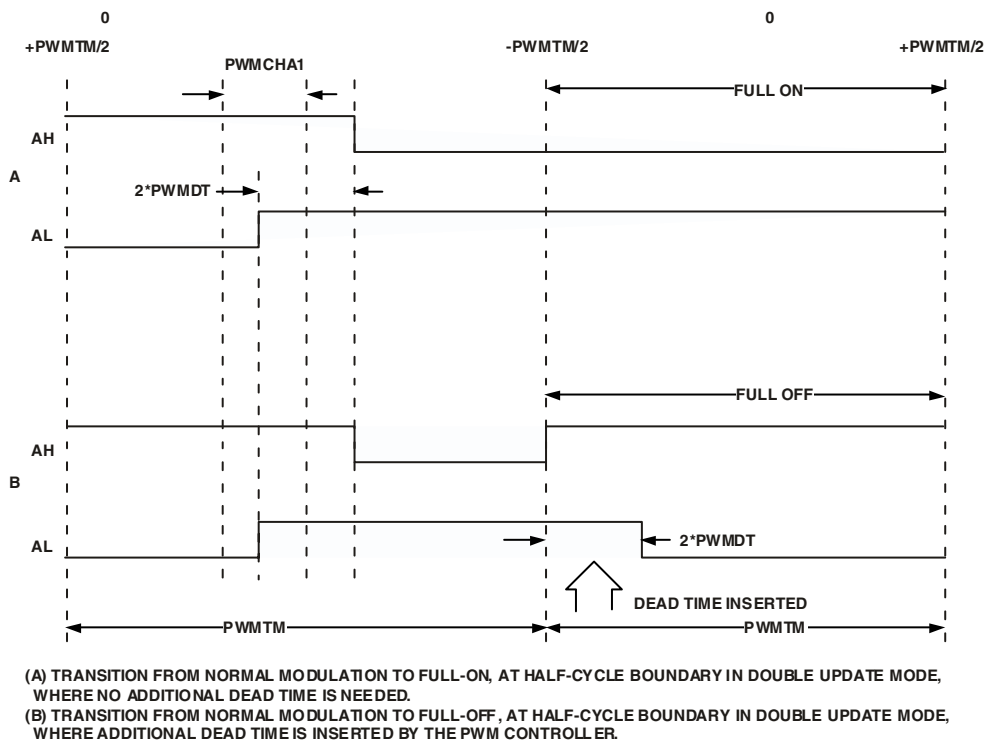 0 0
+PWMTM/2 -PWMTM/2 +PWMTM/2
PWMCHA1
FULL ON
AH
A
2*PWMDT
AL
FULL OFF
AH
B
AL
2*PWMDT
DEAD TIME INSERTED
PWMTM PWMTM
(A) TRANSITION FROM NORMAL MODULATION TO FULL-ON, AT HALF-CYCLE BOUNDARY IN DOUBLE UPDATE MODE,
WHERE NO ADDITIONAL DEAD TIME IS NEEDED.
(B) TRANSITION FROM NORMAL MODULATION TO FULL-OFF, AT HALF-CYCLE BOUNDARY IN DOUBLE UPDATE MODE,
WHERE ADDITIONAL DEAD TIME IS INSERTED BY THE PWM CONTROLLER.